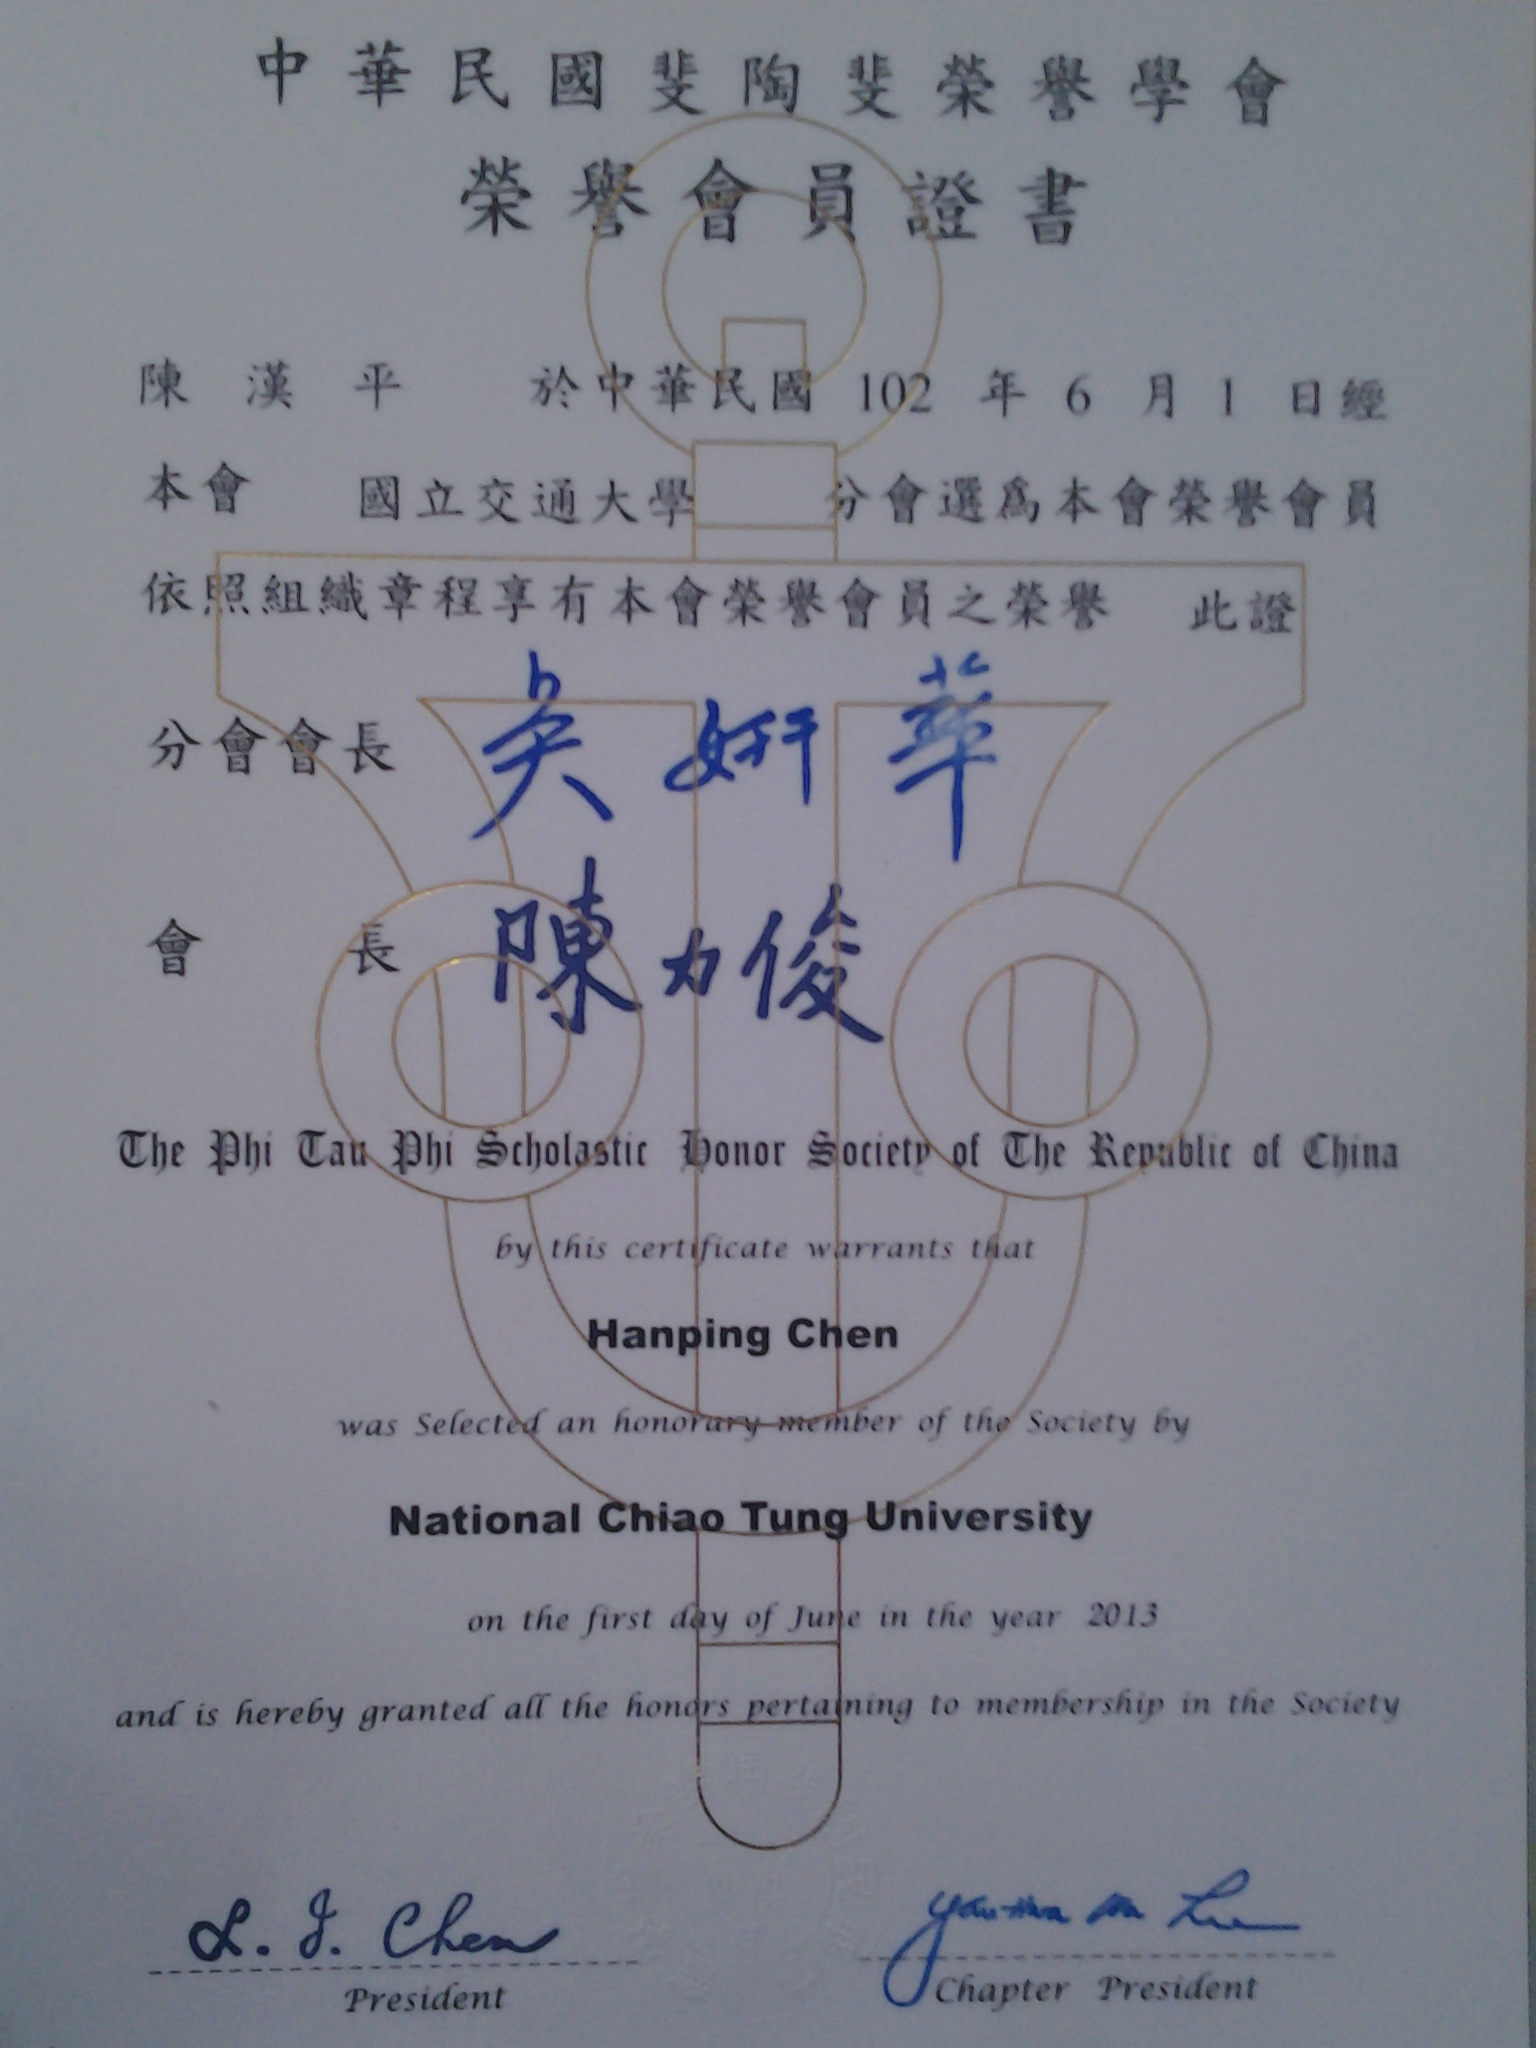 中華民國斐陶斐榮譽學會
榮譽會員證書
陳漢平 於中華民國 102 年 6 月 1 日經
本會 國立交通大學 分會選為本會榮譽會員
依照組織章程享有本會榮譽會員之榮譽 此證
分會會長 吳妍華
會長 陳力俊
The Phi Tau Phi Scholastic Honor Society of The Republic of China
by this certificate warrants that
Hanping Chen
was Selected an honorary member of the Society by
National Chiao Tung University
on the first day of June in the year 2013
and is hereby granted all the honors pertaining to membership in the Society
L. J. Chen
President
Chapter President